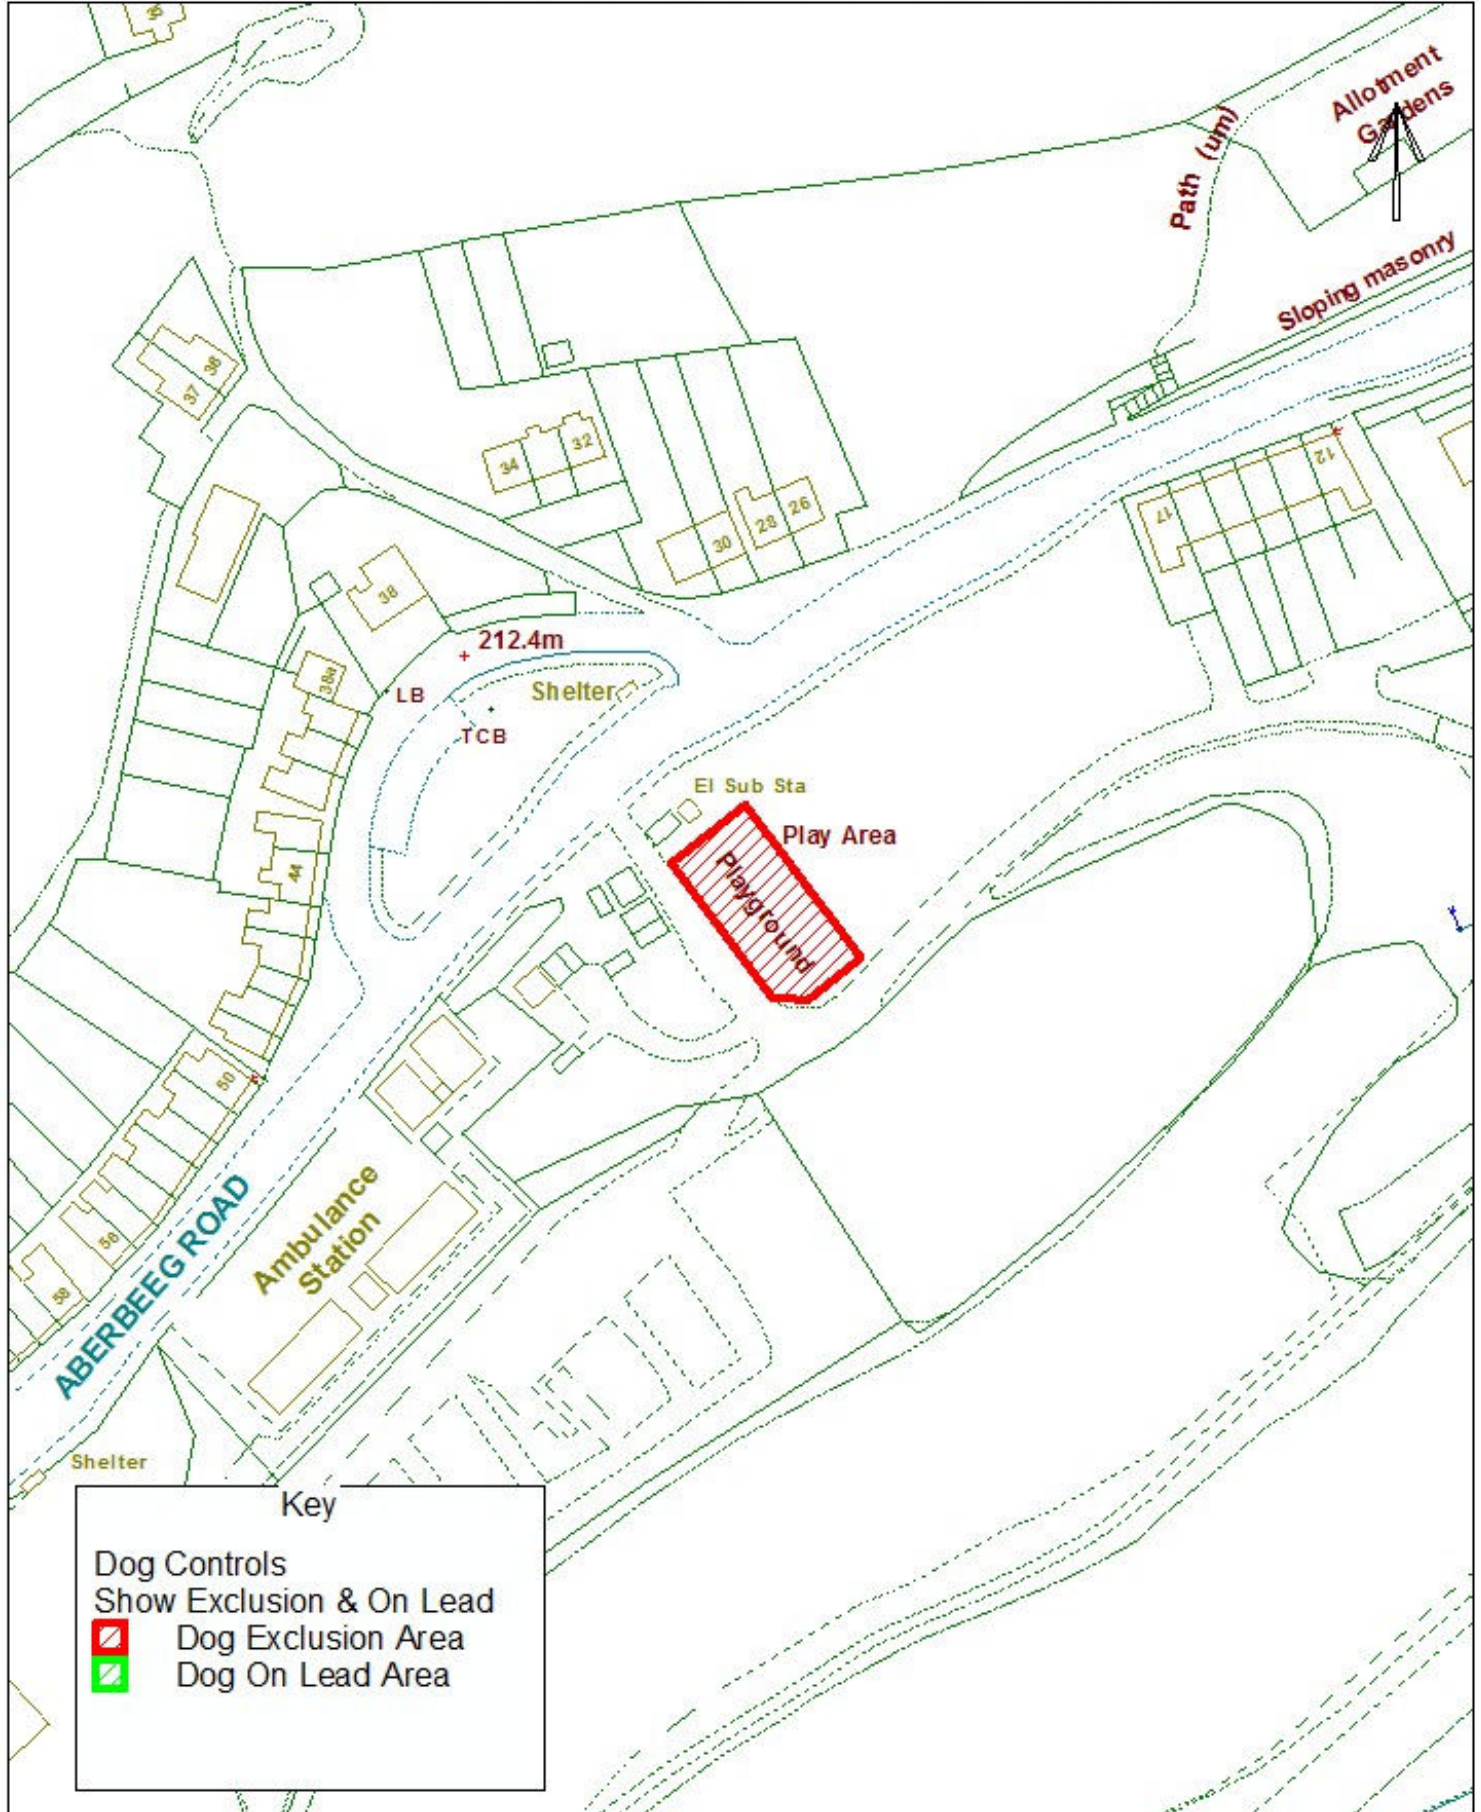 35
Allotment
Gardens
Path (um)
Sloping masonry
36
37
32
34
12
17
26
28
30
38
212.4m
38a
LB
Shelter
TCB
El Sub Sta
Play Area
Playground
44
50
Ambulance
Station
56
58
ABERBEEG ROAD
Shelter
Key
Dog Controls
Show Exclusion & On Lead
Dog Exclusion Area
Dog On Lead Area